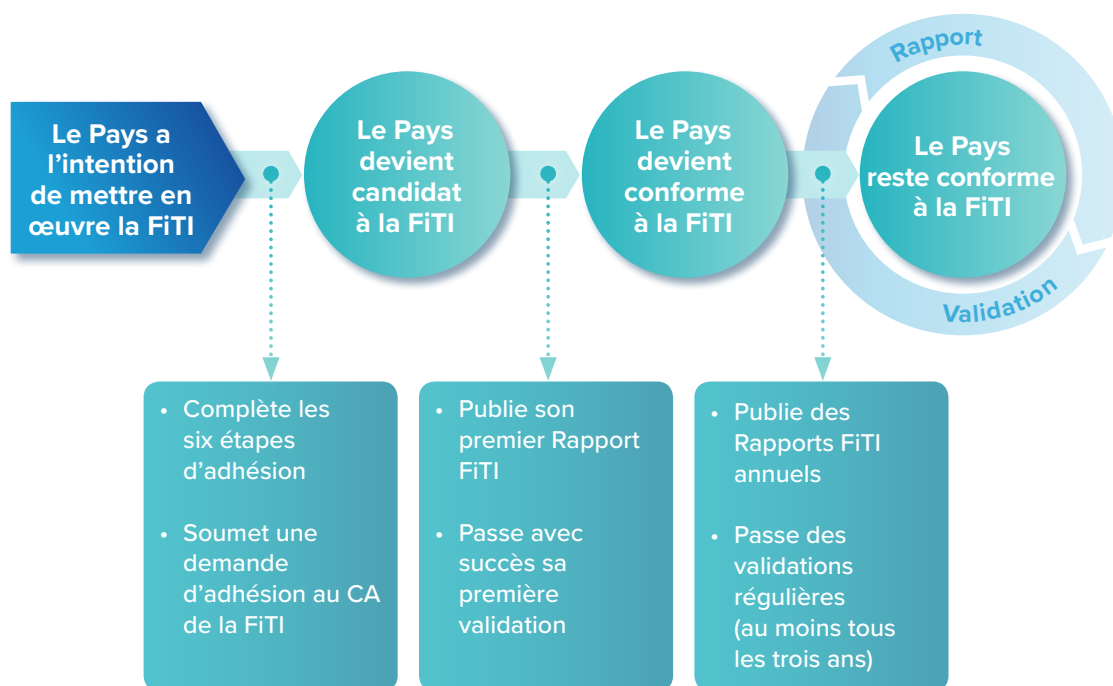 Le Pays a
l'intention
de mettre en
œuvre la FiTI
Le Pays
devient
candidat
à la FiTI
Le Pays
devient
conforme
à la FiTI
Rapport
Le Pays
reste conforme
à la FiTI
Validation
• Complète les
six étapes
d'adhésion
• Soumet une
demande
d'adhésion au CA
de la FiTI
• Publie son
premier Rapport
FiTI
• Passe avec
succès sa
première
validation
• Publie des
Rapports FiTI
annuels
• Passe des
validations
régulières
(au moins tous
les trois ans)